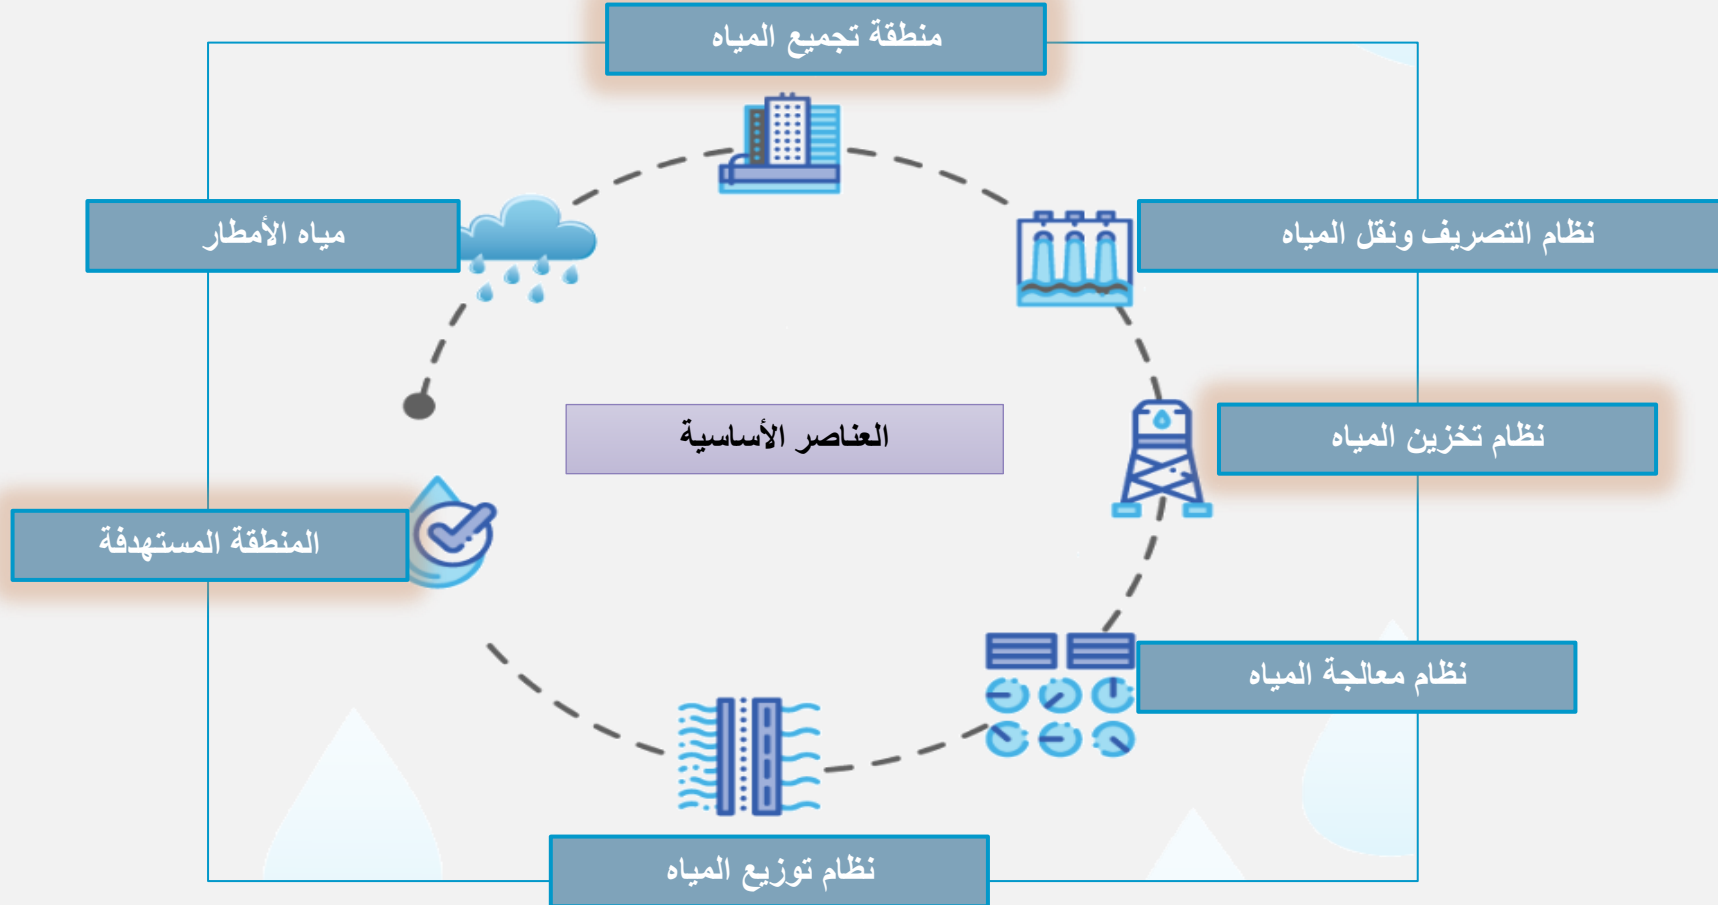 منطقة تجميع المياه
مياه الأمطار
نظام التصريف ونقل المياه
العناصر الأساسية
نظام تخزين المياه
المنطقة المستهدفة
نظام معالجة المياه
نظام توزيع المياه